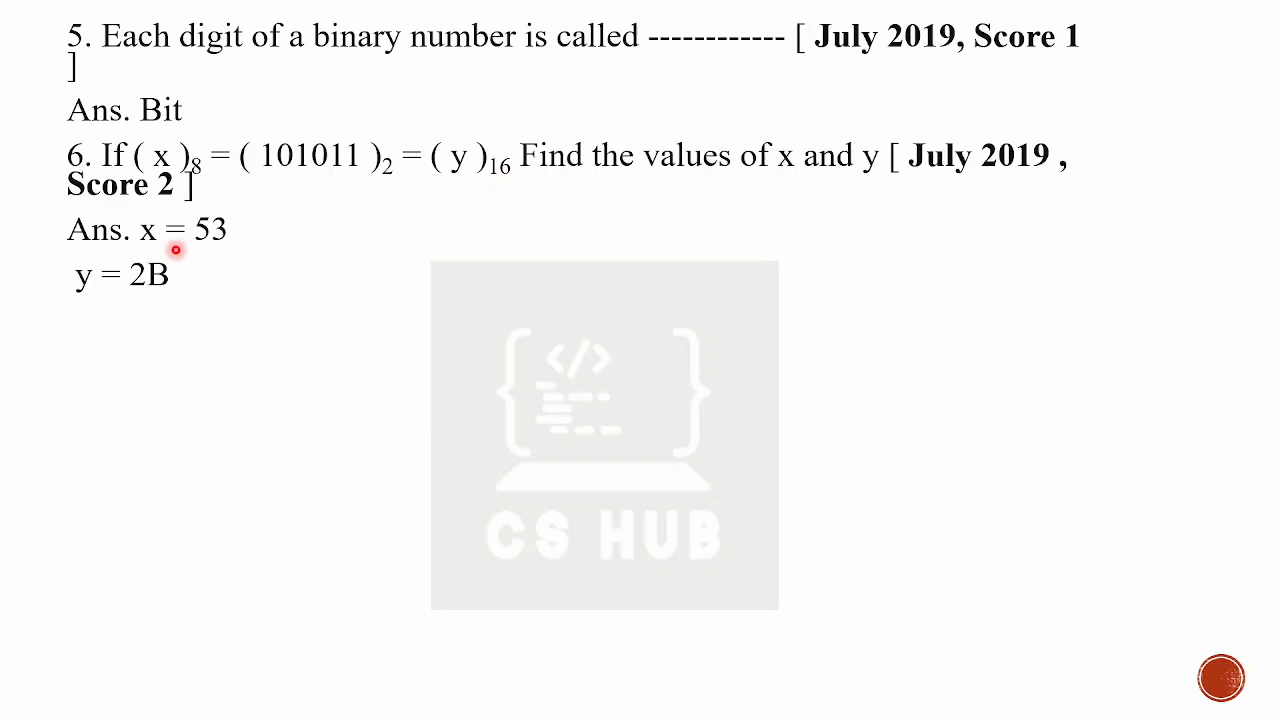 5. Each digit of a binary number is called ------------ [ July 2019, Score 1
]
Ans. Bit
6. If ( x )₈ = ( 101011 )₂ = ( y )₁₆ Find the values of x and y [ July 2019 ,
Score 2 ]
Ans. x = 53
y = 2B
</>
CS HUB